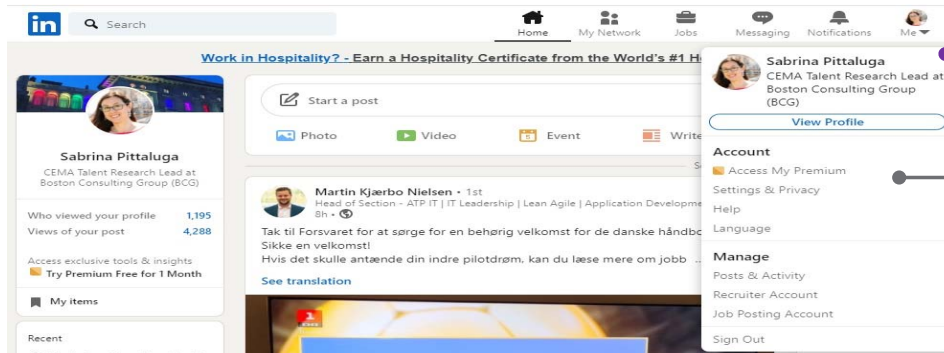 in
Search
Home
My Network
Jobs
Messaging
Notifications
Me
Work in Hospitality? - Earn a Hospitality Certificate from the World's #1
Sabrina Pittaluga
CEMA Talent Research Lead at
Boston Consulting Group (BCG)
Who viewed your profile 1,195
Views of your post 4,288
Access exclusive tools & insights
Try Premium Free for 1 Month
My items
Recent
Start a post
Photo
Video
Event
Martin Kjærbo Nielsen • 1st
Head of Section - ATP IT | IT Leadership | Lean Agile | Application
8h •
Tak til Forsvaret for at sørge for en behørig velkomst for de danske
Sikke en velkomst!
Hvis det skulle antænde din indre pilotdrøm, kan du læse mere om jobb ...
See translation
1
Sabrina Pittaluga
CEMA Talent Research Lead at
Boston Consulting Group
(BCG)
View Profile
Account
Access My Premium
Settings & Privacy
Help
Language
Manage
Posts & Activity
Recruiter Account
Job Posting Account
Sign Out